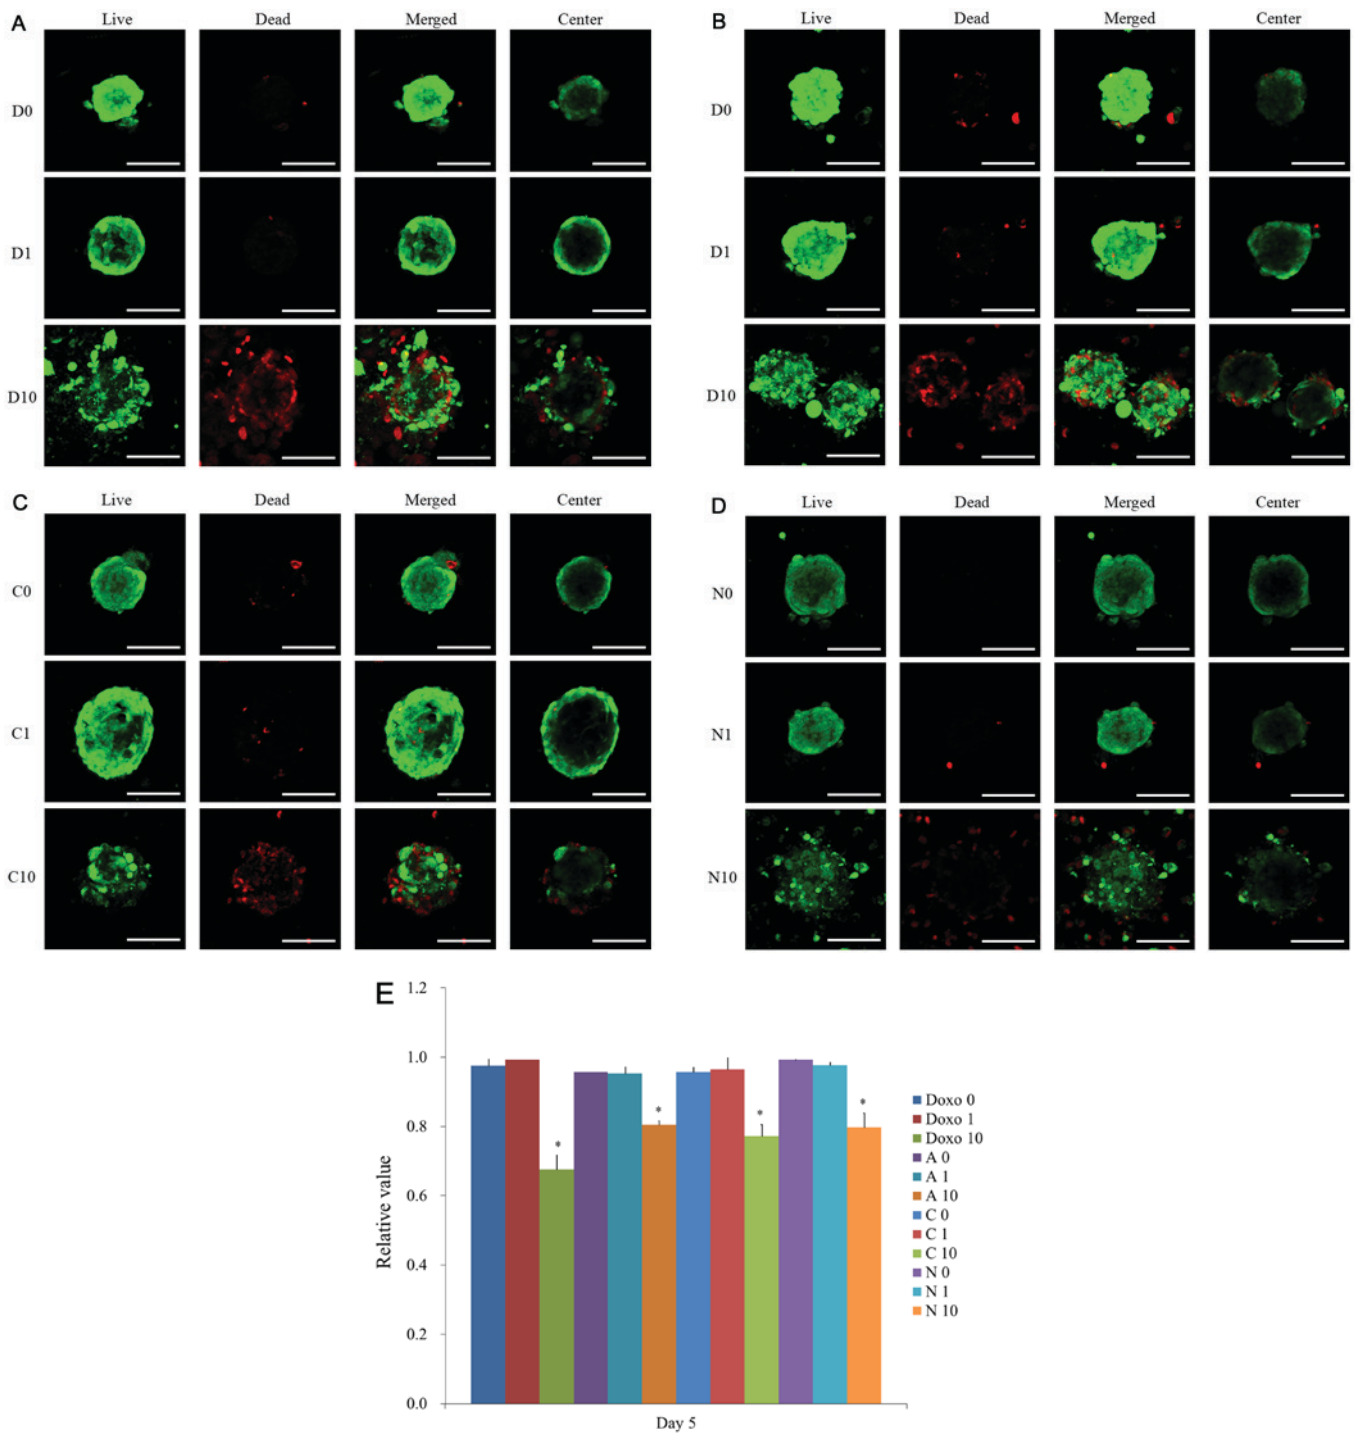 A Live Dead Merged Center
D0
D1
D10
B Live Dead Merged Center
D0
D1
D10
C Live Dead Merged Center
C0
C1
C10
D Live Dead Merged Center
N0
N1
N10
E
Relative value
1.2
1.0
0.8
0.6
0.4
0.2
0.0
* * * *
Day 5
Doxo 0
Doxo 1
Doxo 10
A 0
A 1
A 10
C 0
C 1
C 10
N 0
N 1
N 10